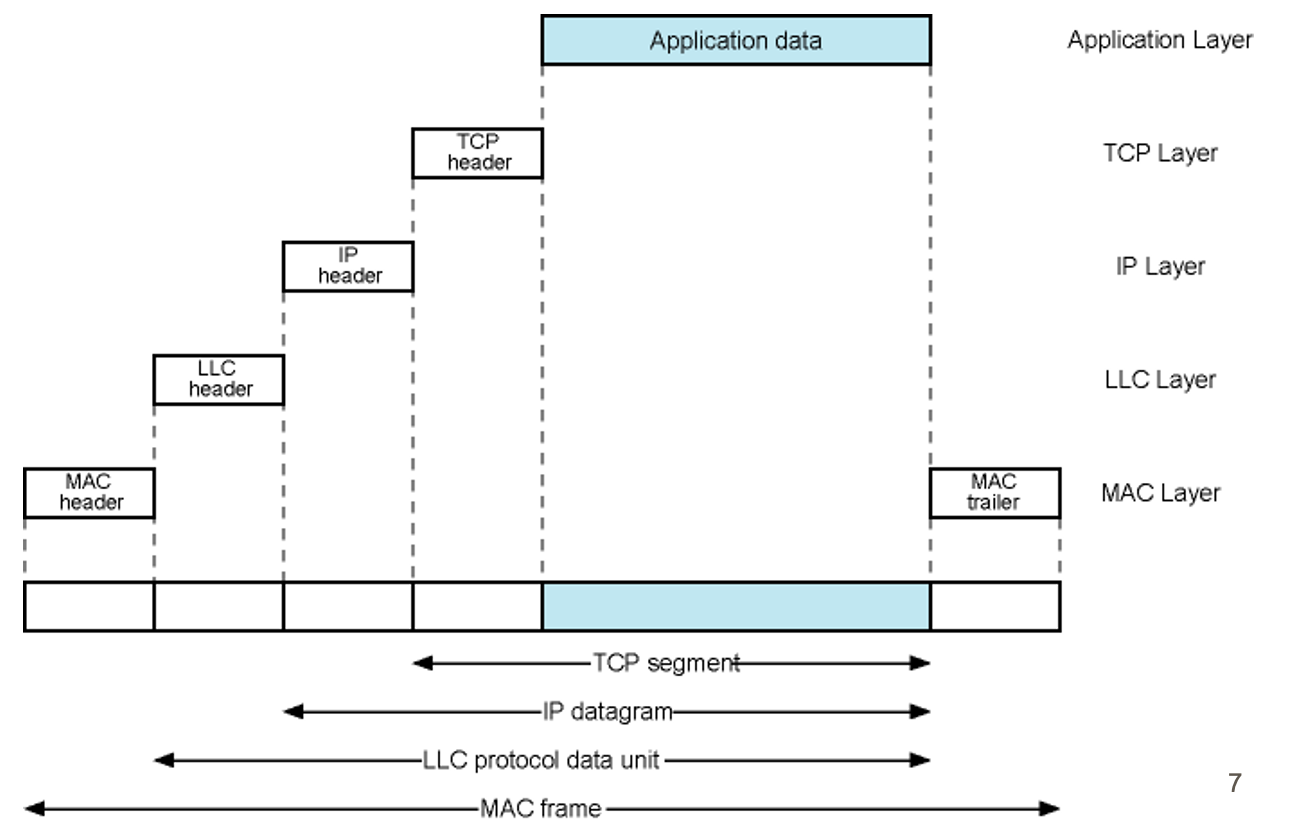 Application data
Application Layer
TCP
header
TCP Layer
IP
header
IP Layer
LLC
header
LLC Layer
MAC
header
MAC
trailer
MAC Layer
TCP segment
IP datagram
LLC protocol data unit
MAC frame
7